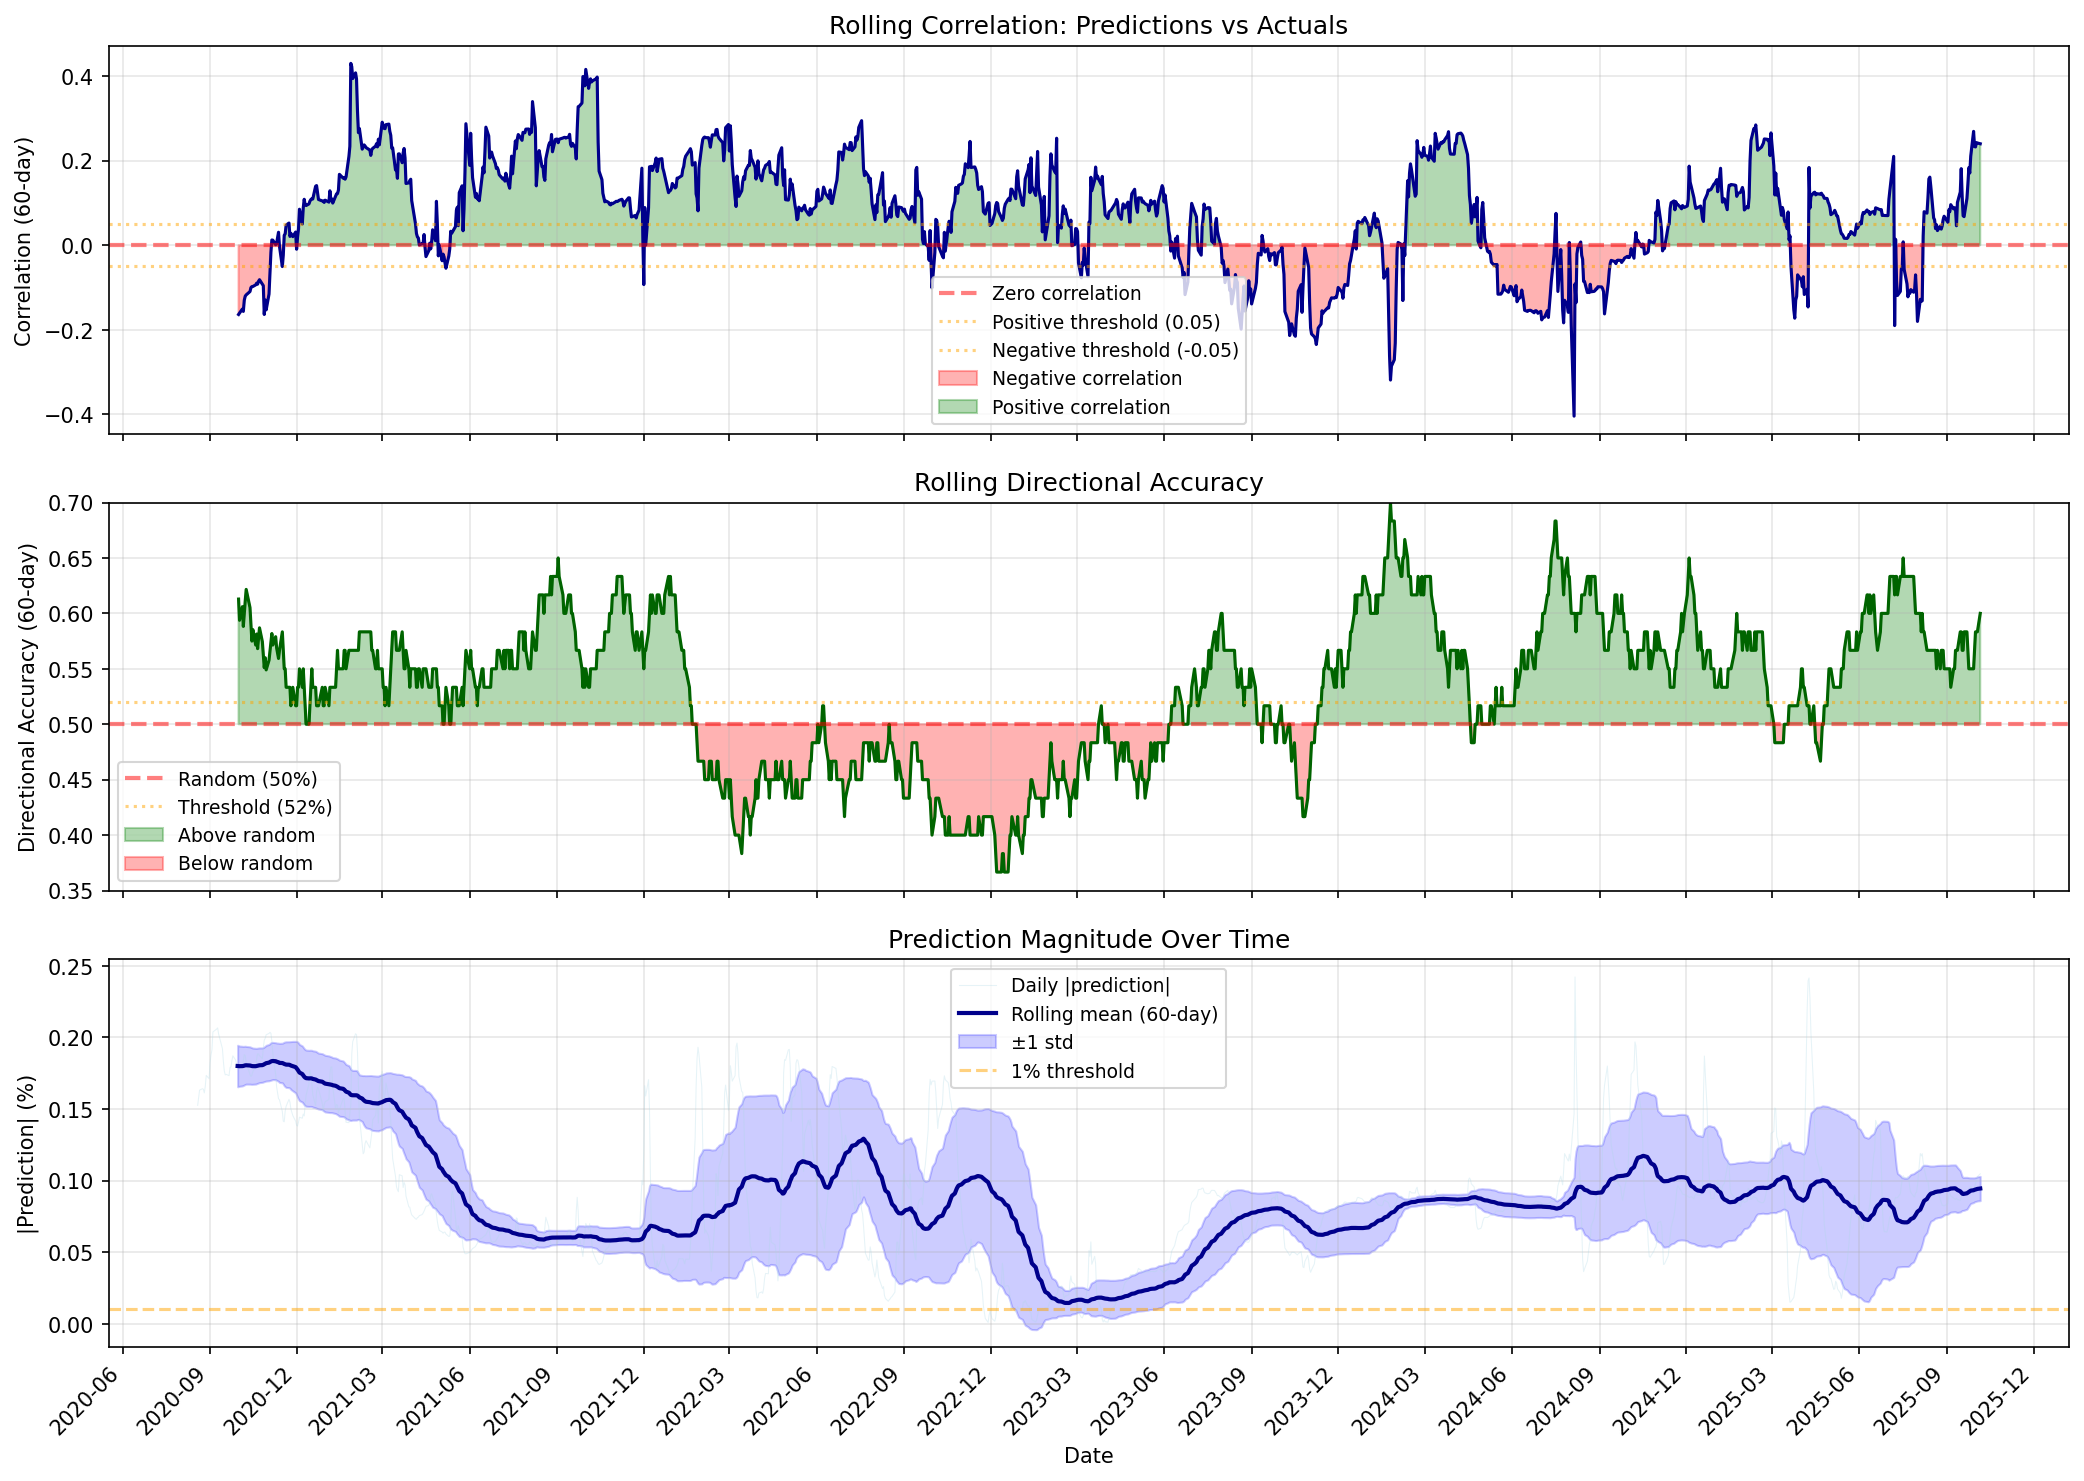 Rolling Correlation: Predictions vs Actuals
Correlation (60-day)
0.4
0.2
0.0
−0.2
−0.4
Zero correlation
Positive threshold (0.05)
Negative threshold (-0.05)
Negative correlation
Positive correlation
Rolling Directional Accuracy
Directional Accuracy (60-day)
0.70
0.65
0.60
0.55
0.50
0.45
0.40
0.35
Random (50%)
Threshold (52%)
Above random
Below random
Prediction Magnitude Over Time
|Prediction| (%)
0.25
0.20
0.15
0.10
0.05
0.00
Daily |prediction|
Rolling mean (60-day)
±1 std
1% threshold
2020-06
2020-09
2020-12
2021-03
2021-06
2021-09
2021-12
2022-03
2022-06
2022-09
2022-12
2023-03
2023-06
2023-09
2023-12
2024-03
2024-06
2024-09
2024-12
2025-03
2025-06
2025-09
2025-12
Date